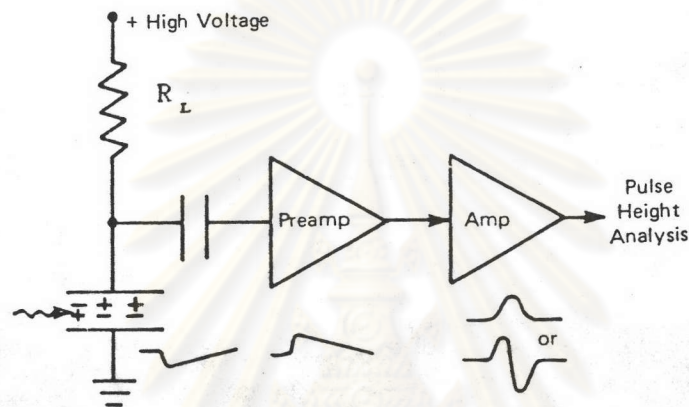 + High Voltage
R L
Preamp
Amp
Pulse
Height
Analysis
or